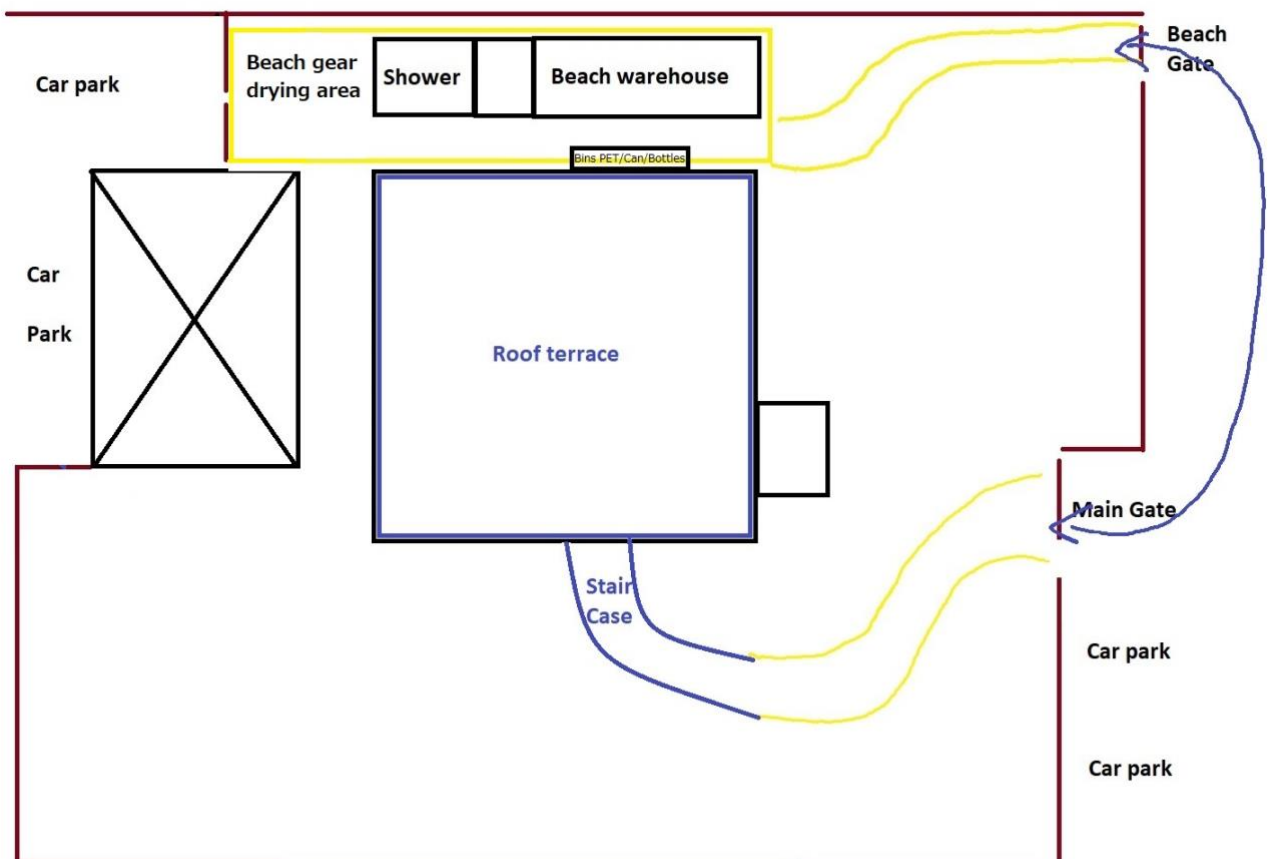 Car park
Beach gear
drying area
Shower
Beach warehouse
Beach
Gate
Bins PET/Can/Bottles
Car
Park
Roof terrace
Main Gate
Stair
Case
Car park
Car park